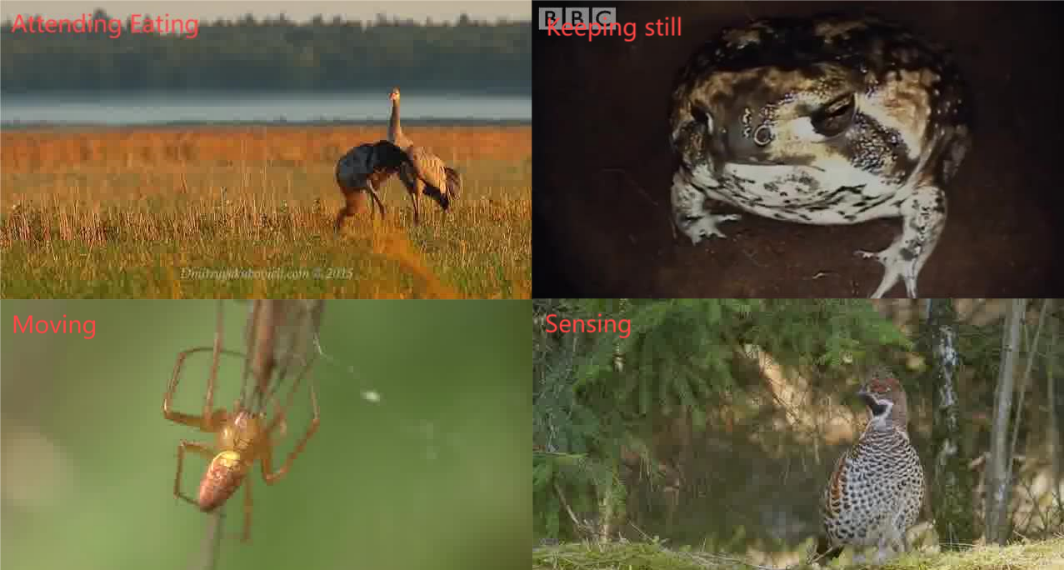 Attending Eating
BBC
Keeping still
Moving
Sensing